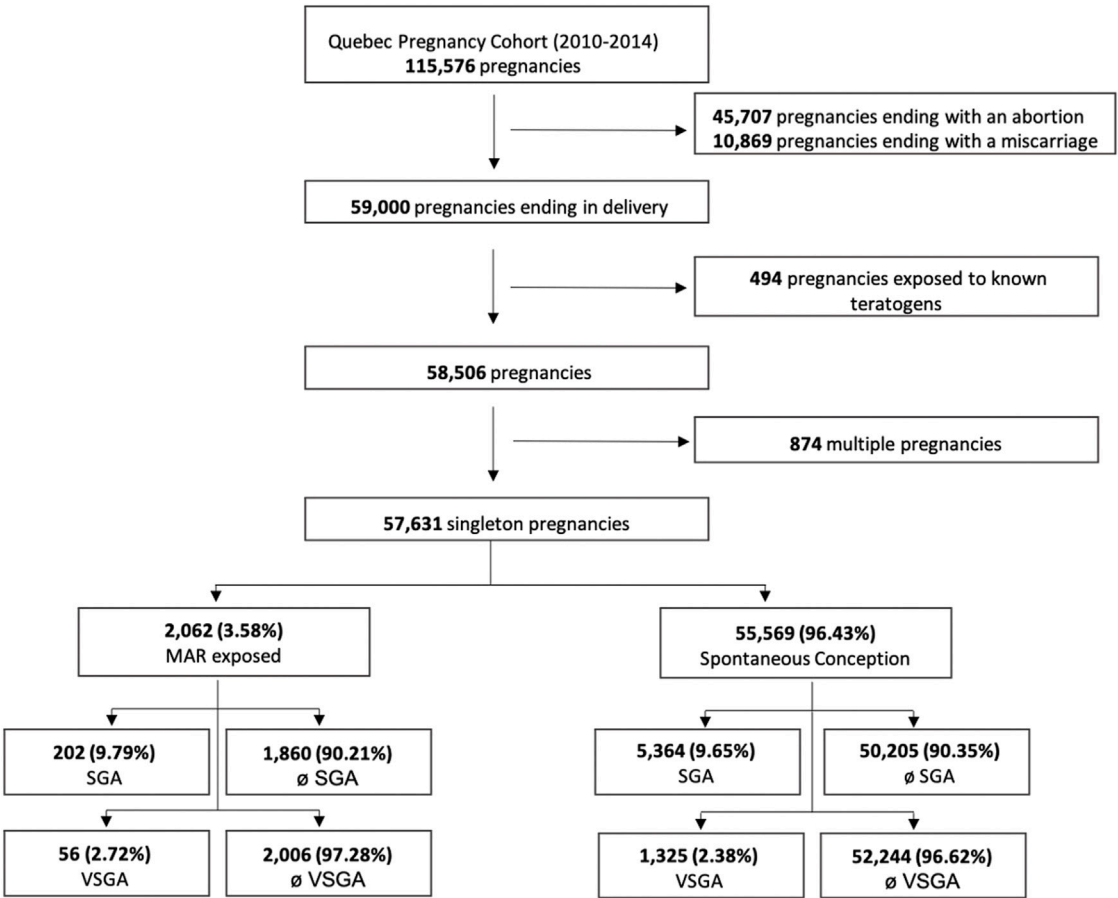 Quebec Pregnancy Cohort (2010-2014)
115,576 pregnancies
45,707 pregnancies ending with an abortion
10,869 pregnancies ending with a miscarriage
59,000 pregnancies ending in delivery
494 pregnancies exposed to known
teratogens
58,506 pregnancies
874 multiple pregnancies
57,631 singleton pregnancies
2,062 (3.58%)
MAR exposed
55,569 (96.43%)
Spontaneous Conception
202 (9.79%)
SGA
1,860 (90.21%)
ø SGA
5,364 (9.65%)
SGA
50,205 (90.35%)
ø SGA
56 (2.72%)
VSGA
2,006 (97.28%)
ø VSGA
1,325 (2.38%)
VSGA
52,244 (96.62%)
ø VSGA